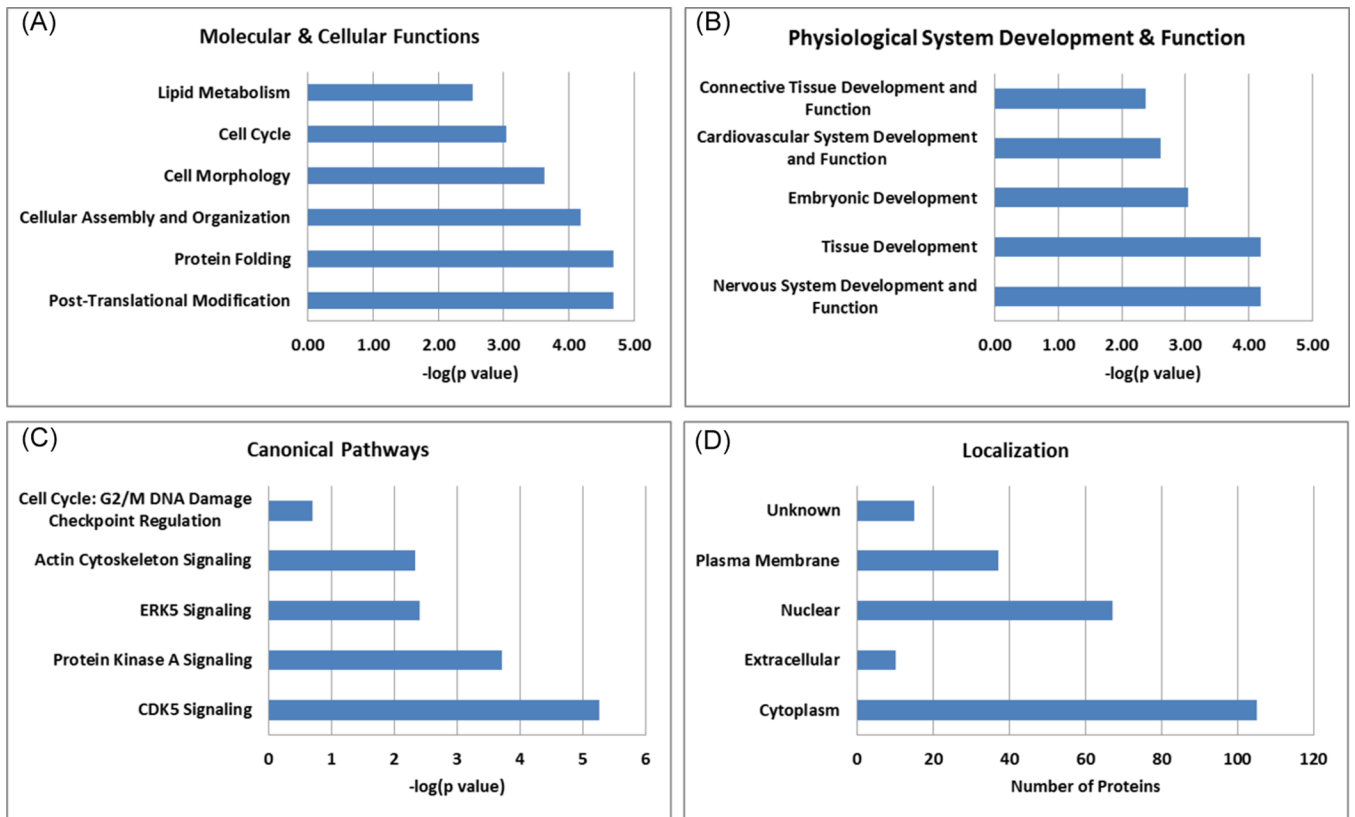 (A)
Molecular & Cellular Functions
Lipid Metabolism
Cell Cycle
Cell Morphology
Cellular Assembly and Organization
Protein Folding
Post-Translational Modification
0.00 1.00 2.00 3.00 4.00 5.00
-log(p value)
(B)
Physiological System Development & Function
Connective Tissue Development and
Function
Cardiovascular System Development
and Function
Embryonic Development
Tissue Development
Nervous System Development and
Function
0.00 1.00 2.00 3.00 4.00 5.00
-log(p value)
(C)
Canonical Pathways
Cell Cycle: G2/M DNA Damage
Checkpoint Regulation
Actin Cytoskeleton Signaling
ERK5 Signaling
Protein Kinase A Signaling
CDK5 Signaling
0 1 2 3 4 5 6
-log(p value)
(D)
Localization
Unknown
Plasma Membrane
Nuclear
Extracellular
Cytoplasm
0 20 40 60 80 100 120
Number of Proteins